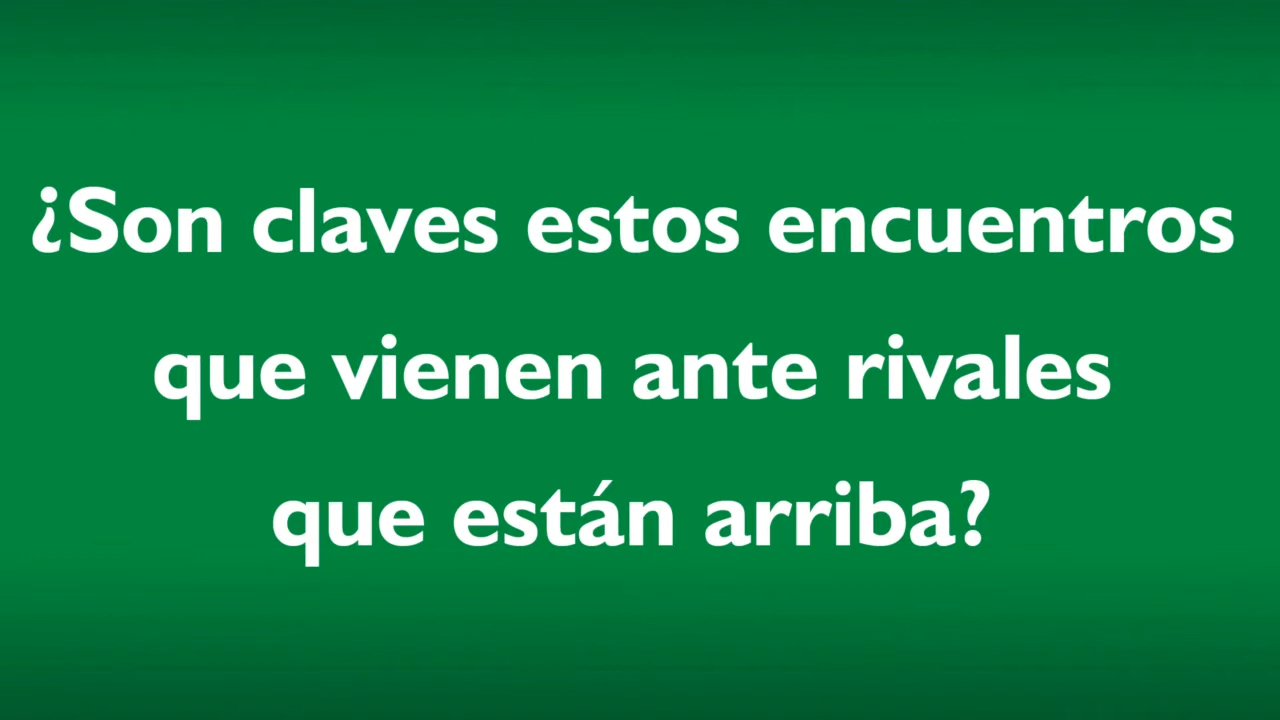 ¿Son claves estos encuentros
que vienen ante rivales
que están arriba?